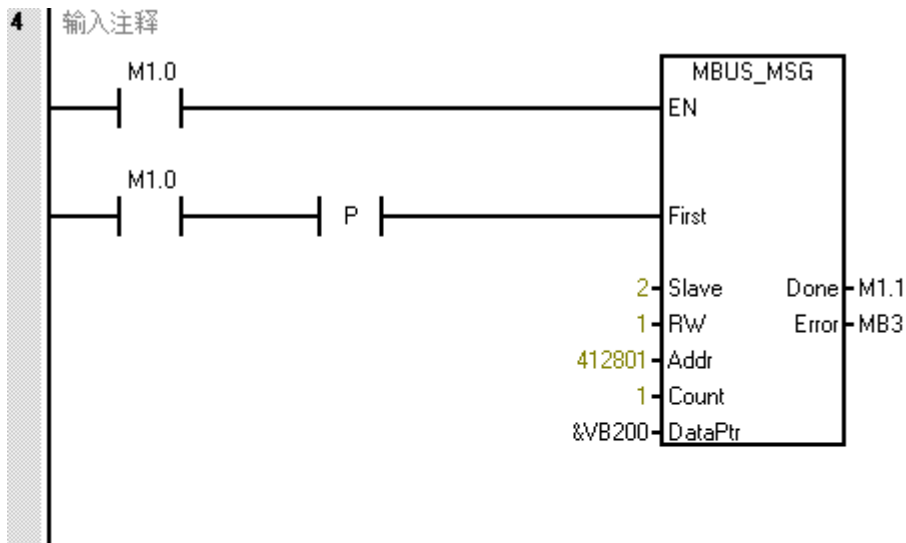 4 输入注释
M1.0 MBUS_MSG
EN
M1.0
P First
2 Slave Done M1.1
1 RW Error MB3
412801 Addr
1 Count
&VB200 DataPtr